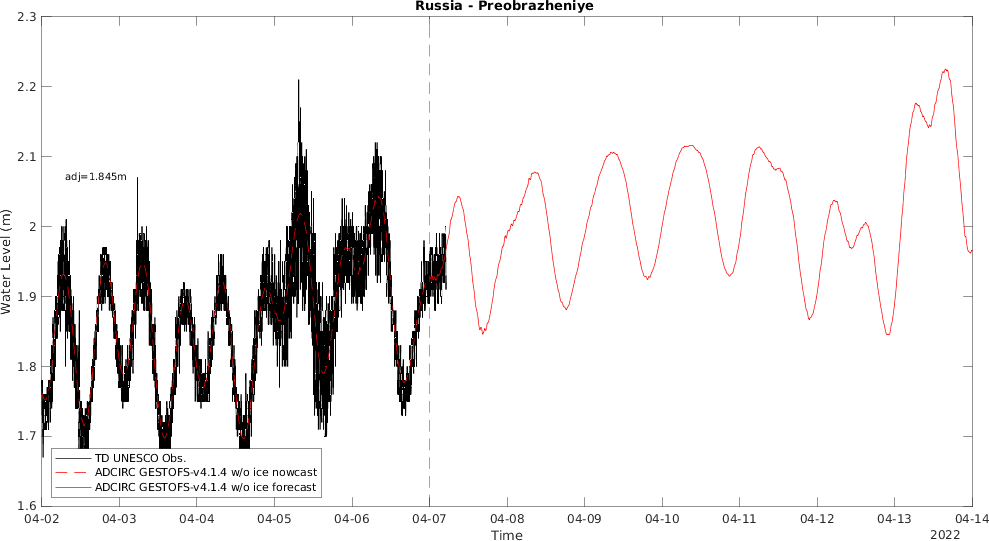 Russia - Preobrazheniye
2.3
2.2
2.1
2
1.9
1.8
1.7
1.6
Water Level (m)
adj=1.845m
TD UNESCO Obs.
ADCIRC GESTOFS-v4.1.4 w/o ice nowcast
ADCIRC GESTOFS-v4.1.4 w/o ice forecast
04-02 04-03 04-04 04-05 04-06 04-07 04-08 04-09 04-10 04-11 04-12 04-13 04-14
Time
2022